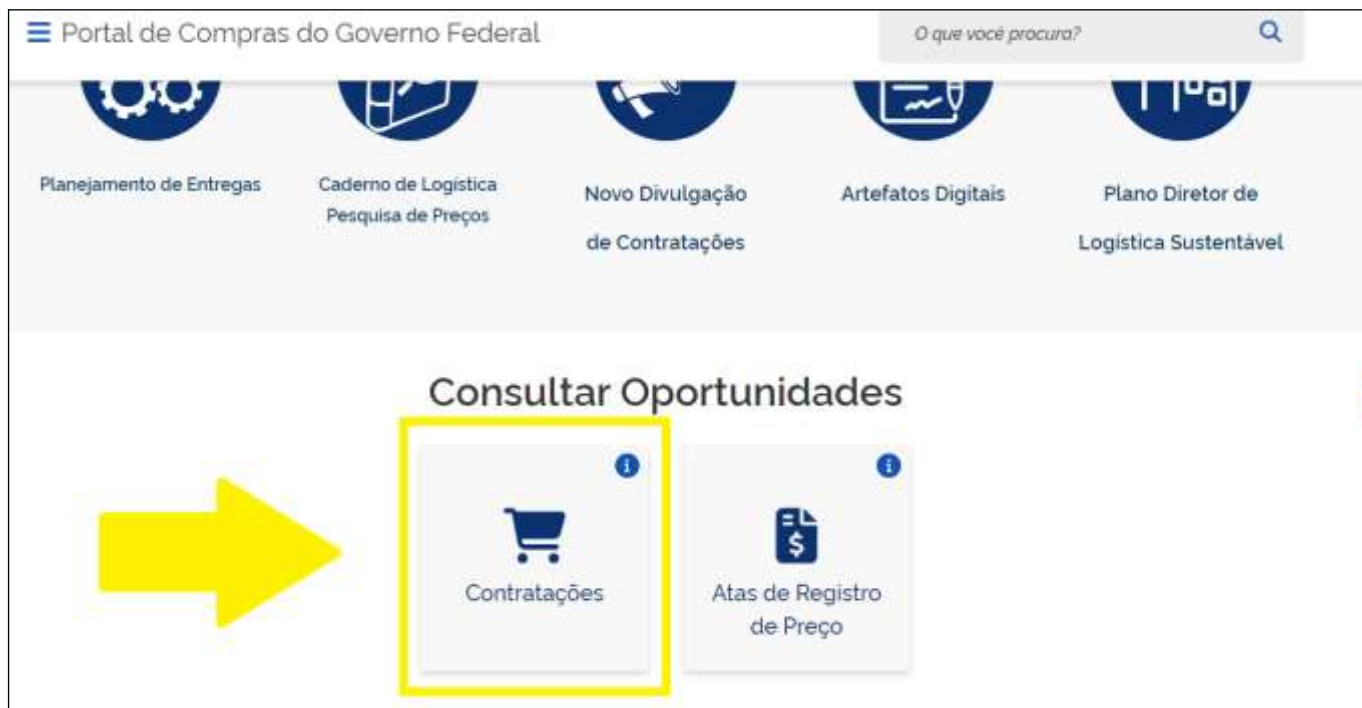 Portal de Compras do Governo Federal
O que você procura?
Planejamento de Entregas
Caderno de Logística
Pesquisa de Preços
Novo Divulgação
de Contratações
Artefatos Digitais
Plano Diretor de
Logística Sustentável
Consultar Oportunidades
Contratações
Atas de Registro
de Preço